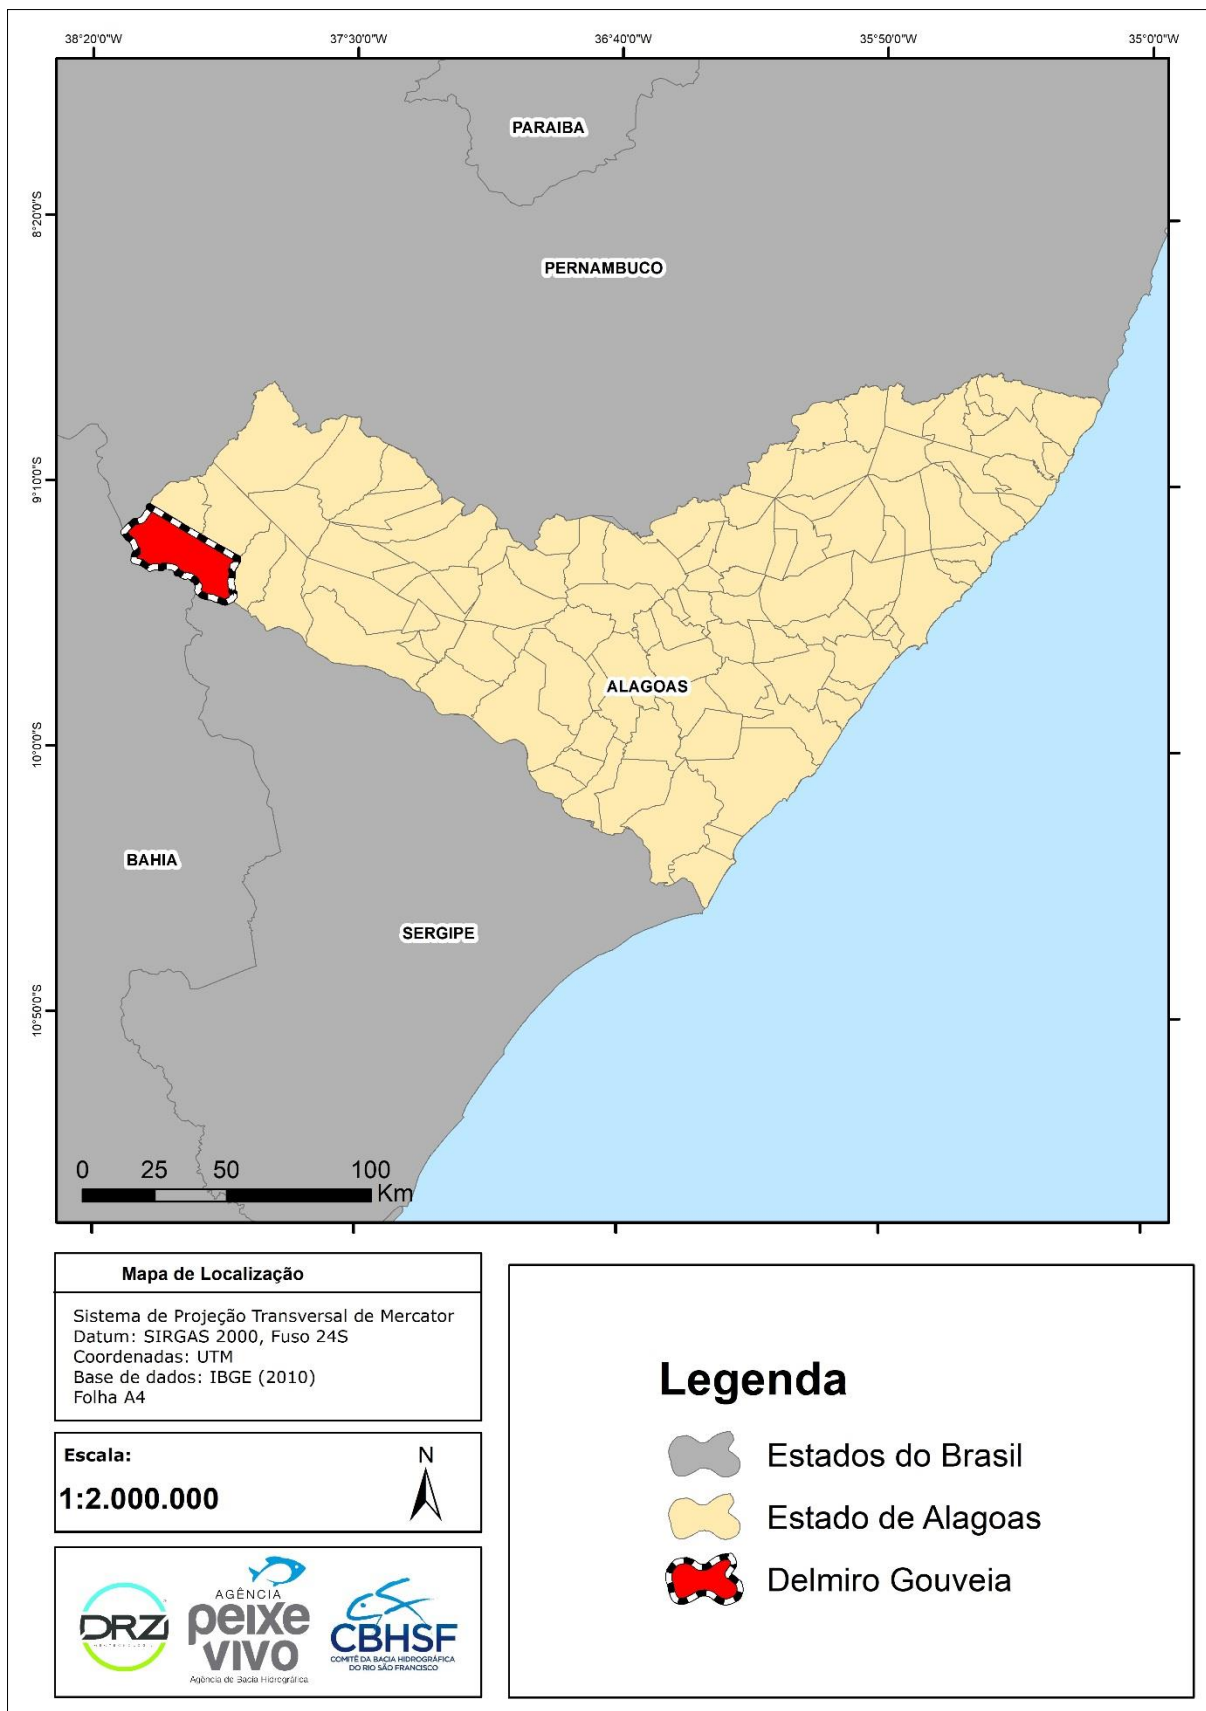 38°20'0"W 37°30'0"W 36°40'0"W 35°50'0"W 35°0'0"W
PARAIBA
8°20'0"S
PERNAMBUCO
9°10'0"S
ALAGOAS
10°0'0"S
BAHIA
SERGIPE
10°50'0"S
0 25 50 100
Km
Mapa de Localização
Sistema de Projeção Transversal de Mercator
Datum: SIRGAS 2000, Fuso 24S
Coordenadas: UTM
Base de dados: IBGE (2010)
Folha A4
Escala:
N
1:2.000.000
Legenda
Estados do Brasil
Estado de Alagoas
Delmiro Gouveia
DRZ
AGÊNCIA
peixe
vivo
Agência de Bacia Hidrográfica
CBHSF
COMITÊ DA BACIA HIDROGRÁFICA
DO RIO SÃO FRANCISCO